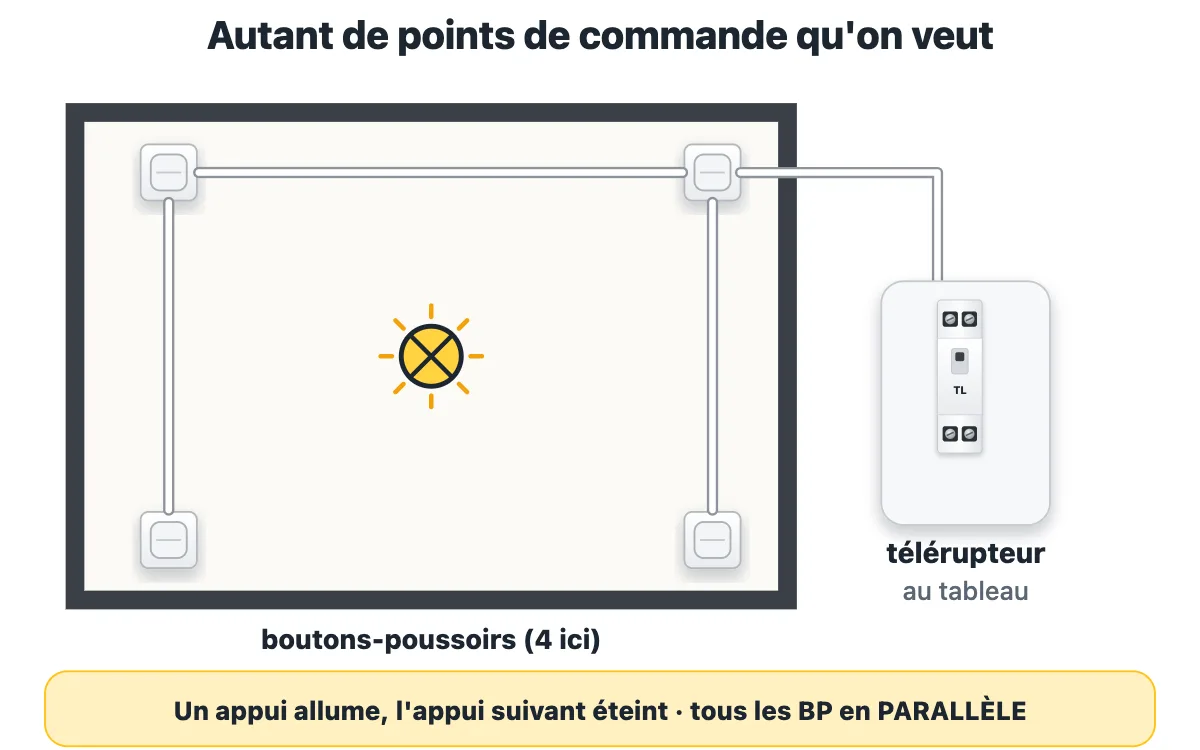 Autant de points de commande qu'on veut
TL
télérupteur
au tableau
boutons-poussoirs (4 ici)
Un appui allume, l'appui suivant éteint · tous les BP en PARALLÈLE